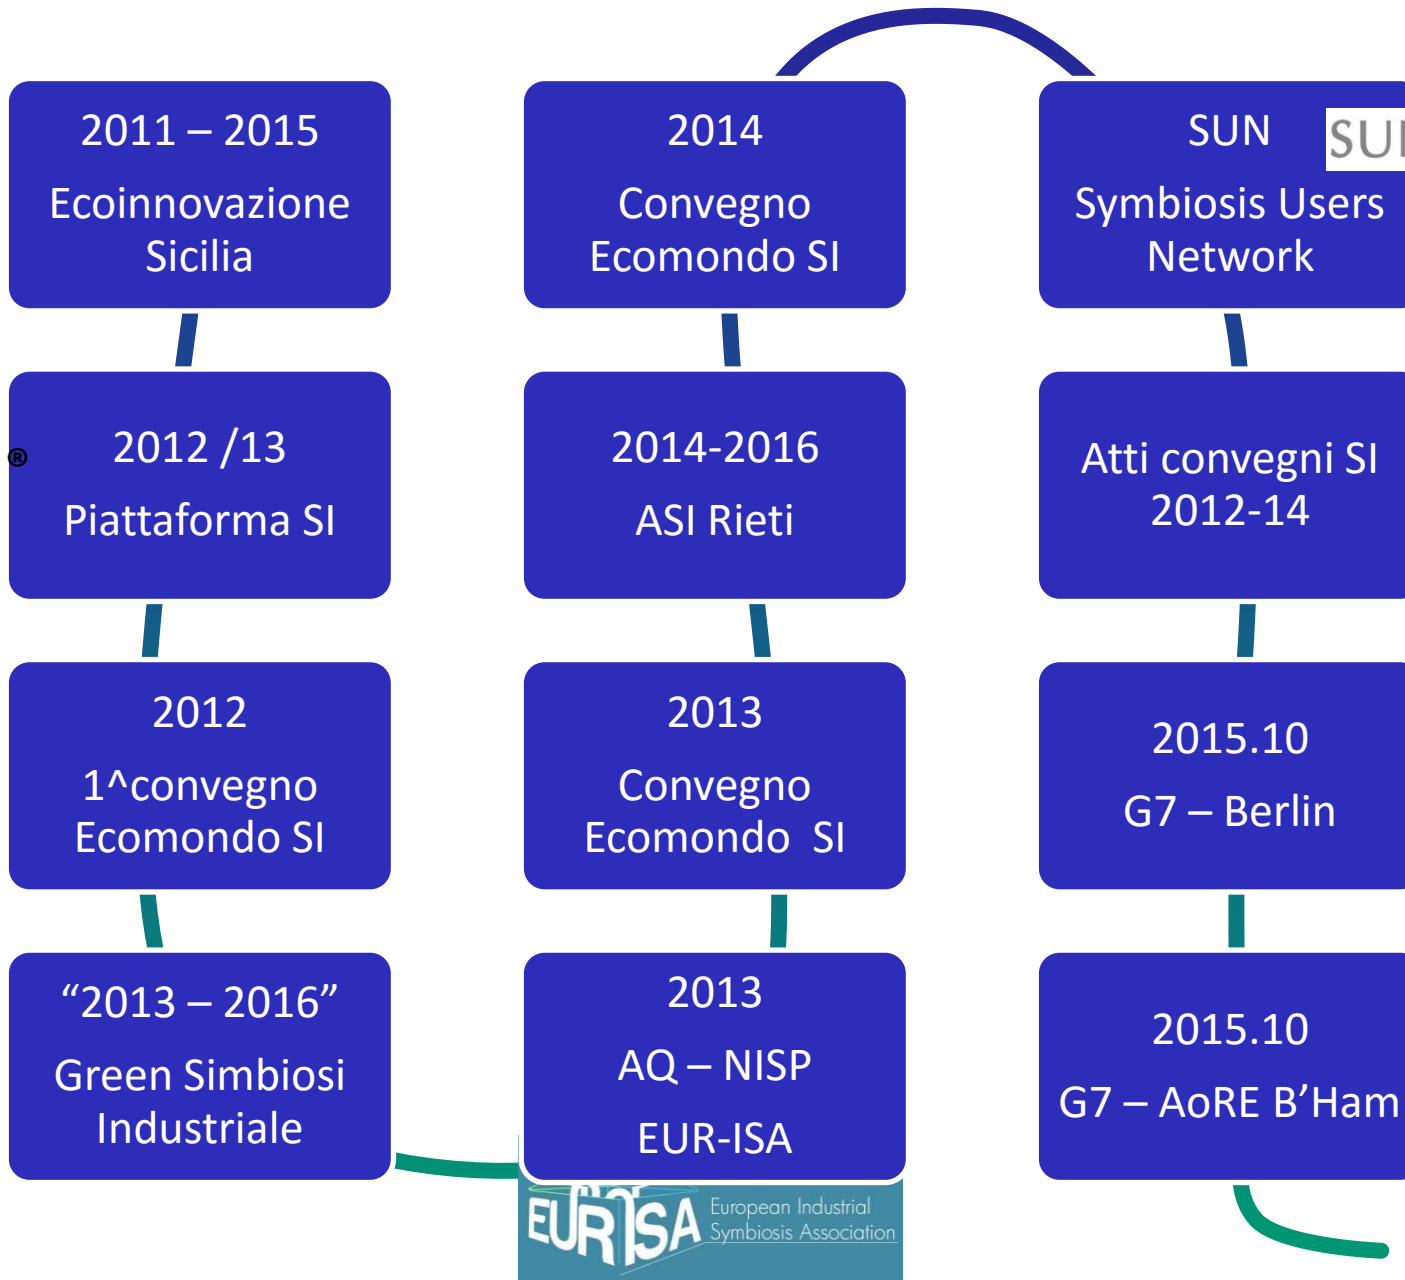 2011 – 2015
Ecoinnovazione
Sicilia
®
2012 /13
Piattaforma SI
2012
1^convegno
Ecomondo SI
“2013 – 2016”
Green Simbiosi
Industriale
2013
AQ – NISP
EUR-ISA
EUR ISA
European Industrial
Symbiosis Association
2013
Convegno
Ecomondo  SI
2014-2016
ASI Rieti
2014
Convegno
Ecomondo SI
SUN
Symbiosis Users
Network
Atti convegni SI
2012-14
2015.10
G7 – Berlin
2015.10
G7 – AoRE B’Ham